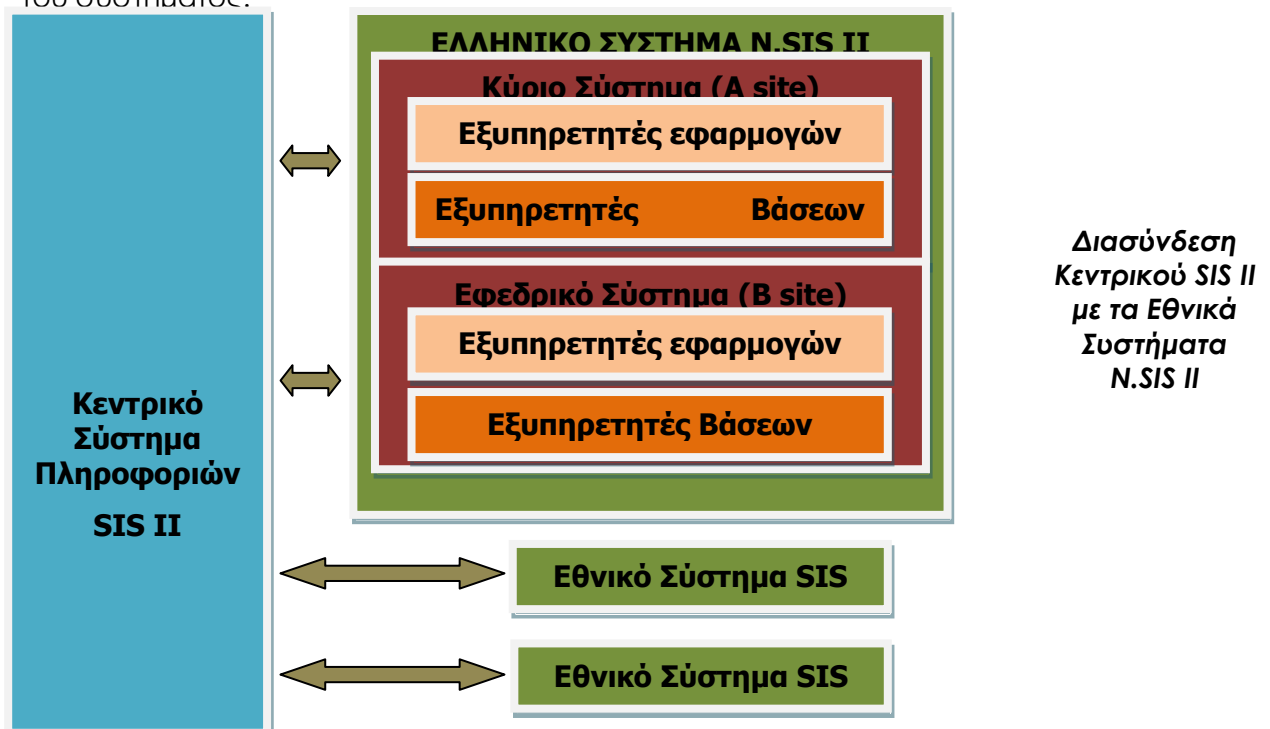 του συστήματος.
ΕΛΛΗΝΙΚΟ ΣΥΣΤΗΜΑ N.SIS II
Κύριο Σύστημα (A site)
Εξυπηρετητές εφαρμογών
Εξυπηρετητές Βάσεων
Εφεδρικό Σύστημα (B site)
Εξυπηρετητές εφαρμογών
Εξυπηρετητές Βάσεων
Κεντρικό
Σύστημα
Πληροφοριών
SIS II
Εθνικό Σύστημα SIS
Εθνικό Σύστημα SIS
Διασύνδεση
Κεντρικού SIS II
με τα Εθνικά
Συστήματα
N.SIS II